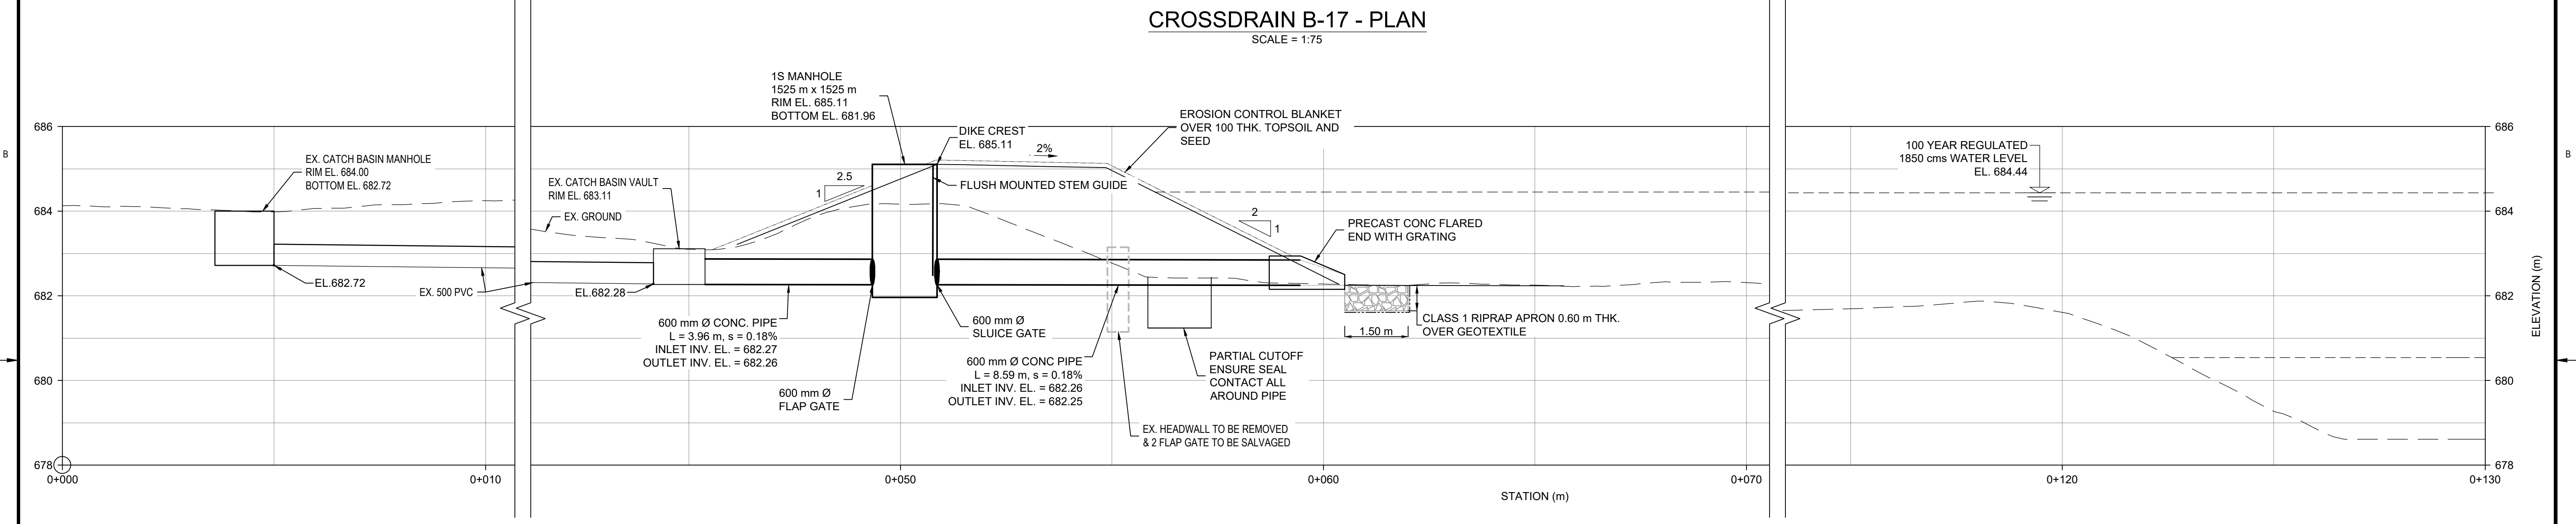 CROSSDRAIN B-17 - PLAN
SCALE = 1:75
1S MANHOLE
1525 m x 1525 m
RIM EL. 685.11
BOTTOM EL. 681.96
EROSION CONTROL BLANKET
OVER 100 THK. TOPSOIL AND
SEED
DIKE CREST
EL. 685.11
2%
100 YEAR REGULATED
1850 cms WATER LEVEL
EL. 684.44
B
B
686
684
682
680
678
686
684
682
680
678
ELEVATION (m)
EX. CATCH BASIN MANHOLE
RIM EL. 684.00
BOTTOM EL. 682.72
EX. CATCH BASIN VAULT
RIM EL. 683.11
EX. GROUND
2.5
1
FLUSH MOUNTED STEM GUIDE
2
1
PRECAST CONC FLARED
END WITH GRATING
EL.682.72
EX. 500 PVC
EL.682.28
600 mm Ø CONC. PIPE
L = 3.96 m, s = 0.18%
INLET INV. EL. = 682.27
OUTLET INV. EL. = 682.26
600 mm Ø
SLUICE GATE
600 mm Ø
FLAP GATE
600 mm Ø CONC PIPE
L = 8.59 m, s = 0.18%
INLET INV. EL. = 682.26
OUTLET INV. EL. = 682.25
PARTIAL CUTOFF
ENSURE SEAL
CONTACT ALL
AROUND PIPE
1.50 m
CLASS 1 RIPRAP APRON 0.60 m THK.
OVER GEOTEXTILE
EX. HEADWALL TO BE REMOVED
& 2 FLAP GATE TO BE SALVAGED
0+000
0+010
0+050
0+060
0+070
0+120
0+130
STATION (m)